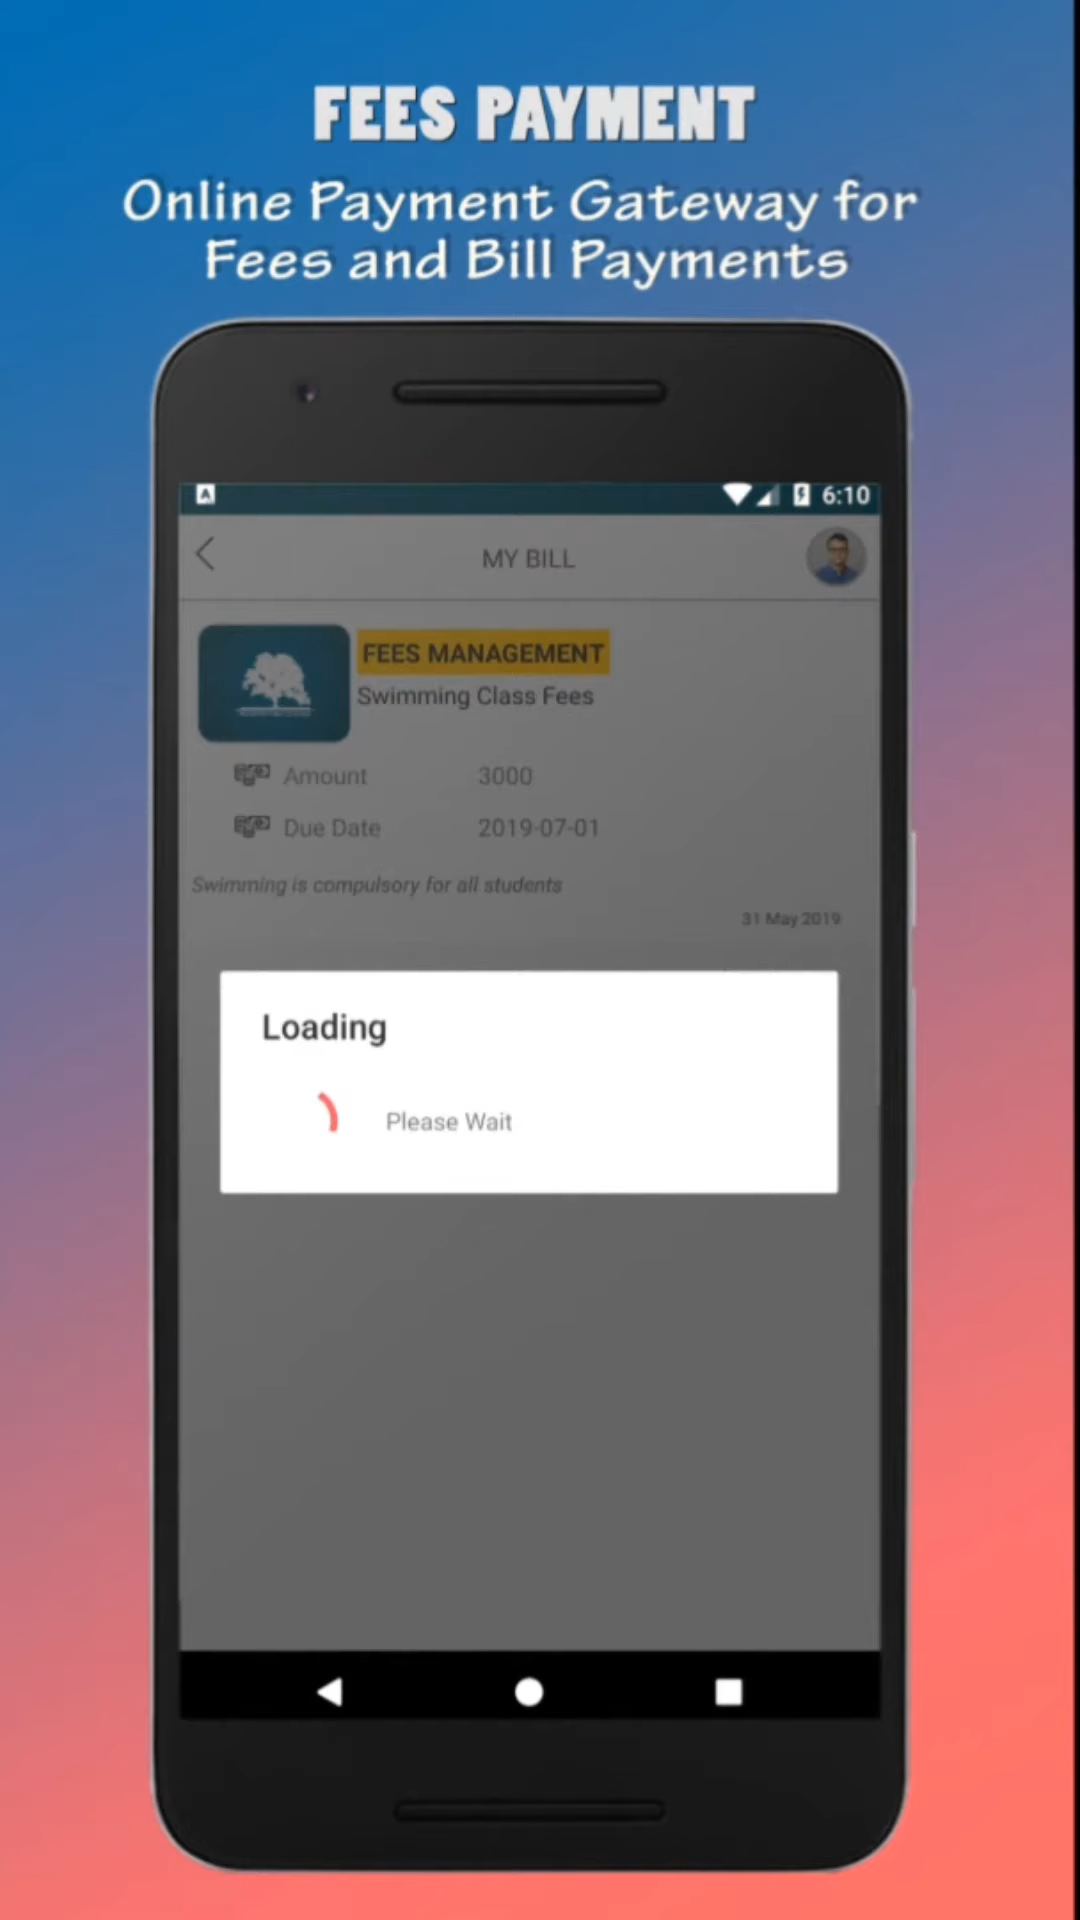 FEES PAYMENT
Online Payment Gateway for
Fees and Bill Payments
6:10
MY BILL
FEES MANAGEMENT
Swimming Class Fees
Amount 3000
Due Date 2019-07-01
Swimming is compulsory for all students
31 May 2019
Loading
Please Wait